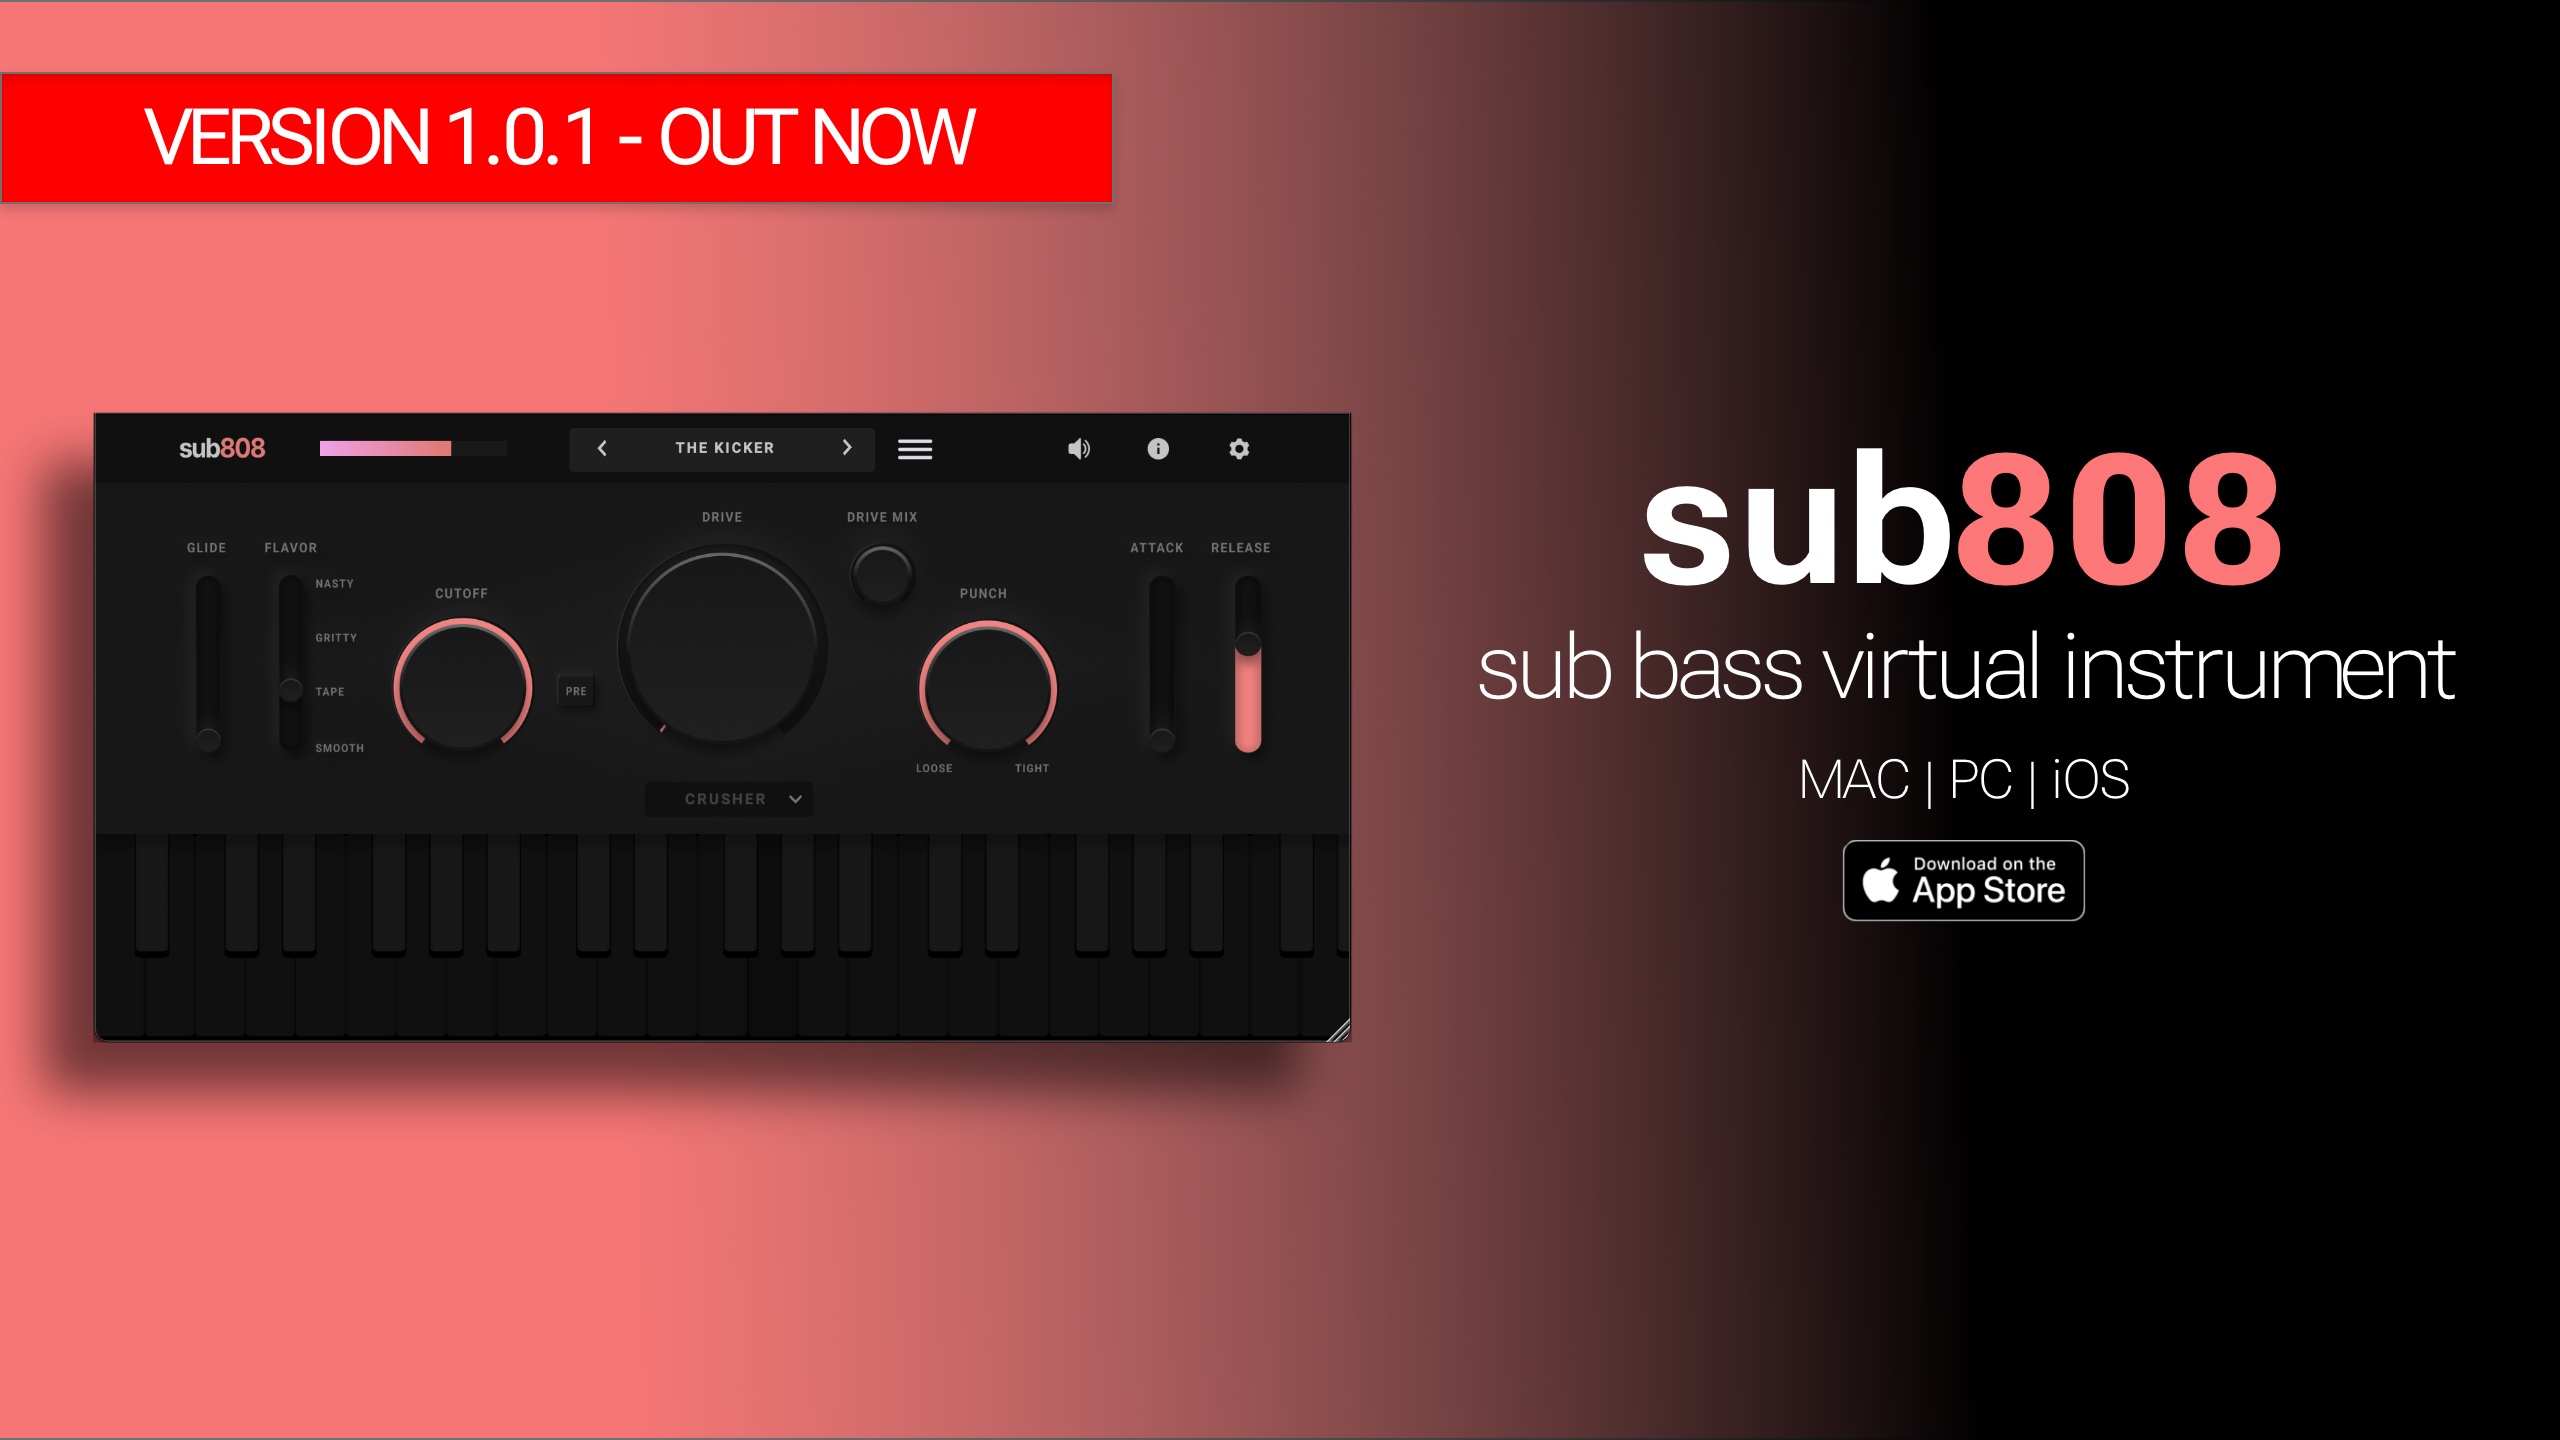 VERSION 1.0.1 - OUT NOW
sub808
THE KICKER
DRIVE
DRIVE MIX
GLIDE
FLAVOR
ATTACK
RELEASE
NASTY
CUTOFF
PUNCH
GRITTY
TAPE
PRE
SMOOTH
LOOSE
TIGHT
CRUSHER
sub808
sub bass virtual instrument
MAC | PC | iOS
Download on the
App Store